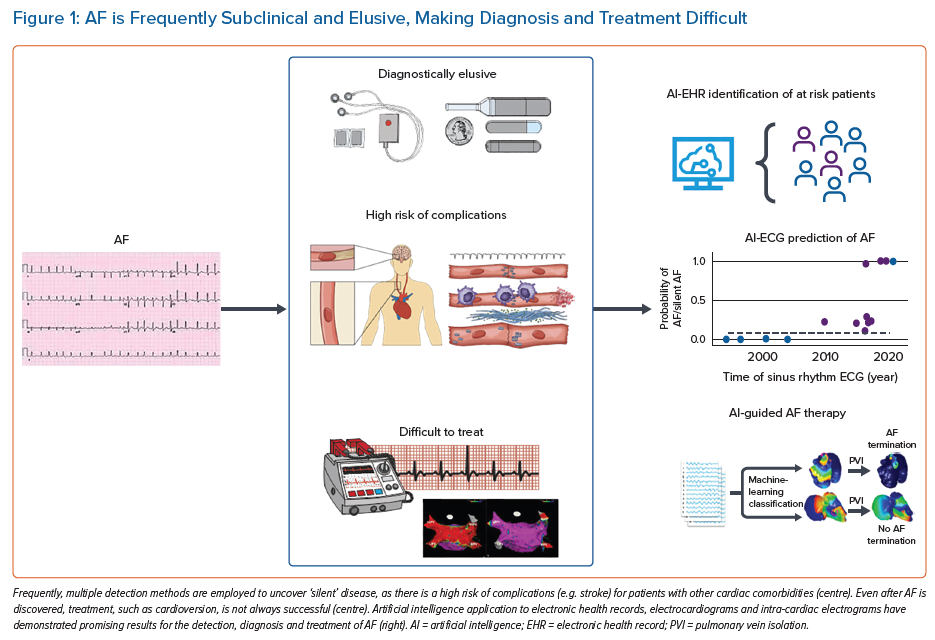 Figure 1: AF is Frequently Subclinical and Elusive, Making Diagnosis and Treatment Difficult
AF
Diagnostically elusive
High risk of complications
Difficult to treat
AI-EHR identification of at risk patients
AI-ECG prediction of AF
Probability of
AF/silent AF
1.0
0.5
0.0
2000
2010
2020
Time of sinus rhythm ECG (year)
AI-guided AF therapy
Machine-
learning
classification
PVI
AF
termination
PVI
No AF
termination
Frequently, multiple detection methods are employed to uncover ‘silent’ disease, as there is a high risk of complications (e.g. stroke) for patients with other cardiac comorbidities (centre). Even after AF is
discovered, treatment, such as cardioversion, is not always successful (centre). Artificial intelligence application to electronic health records, electrocardiograms and intra-cardiac electrograms have
demonstrated promising results for the detection, diagnosis and treatment of AF (right). AI = artificial intelligence; EHR = electronic health record; PVI = pulmonary vein isolation.